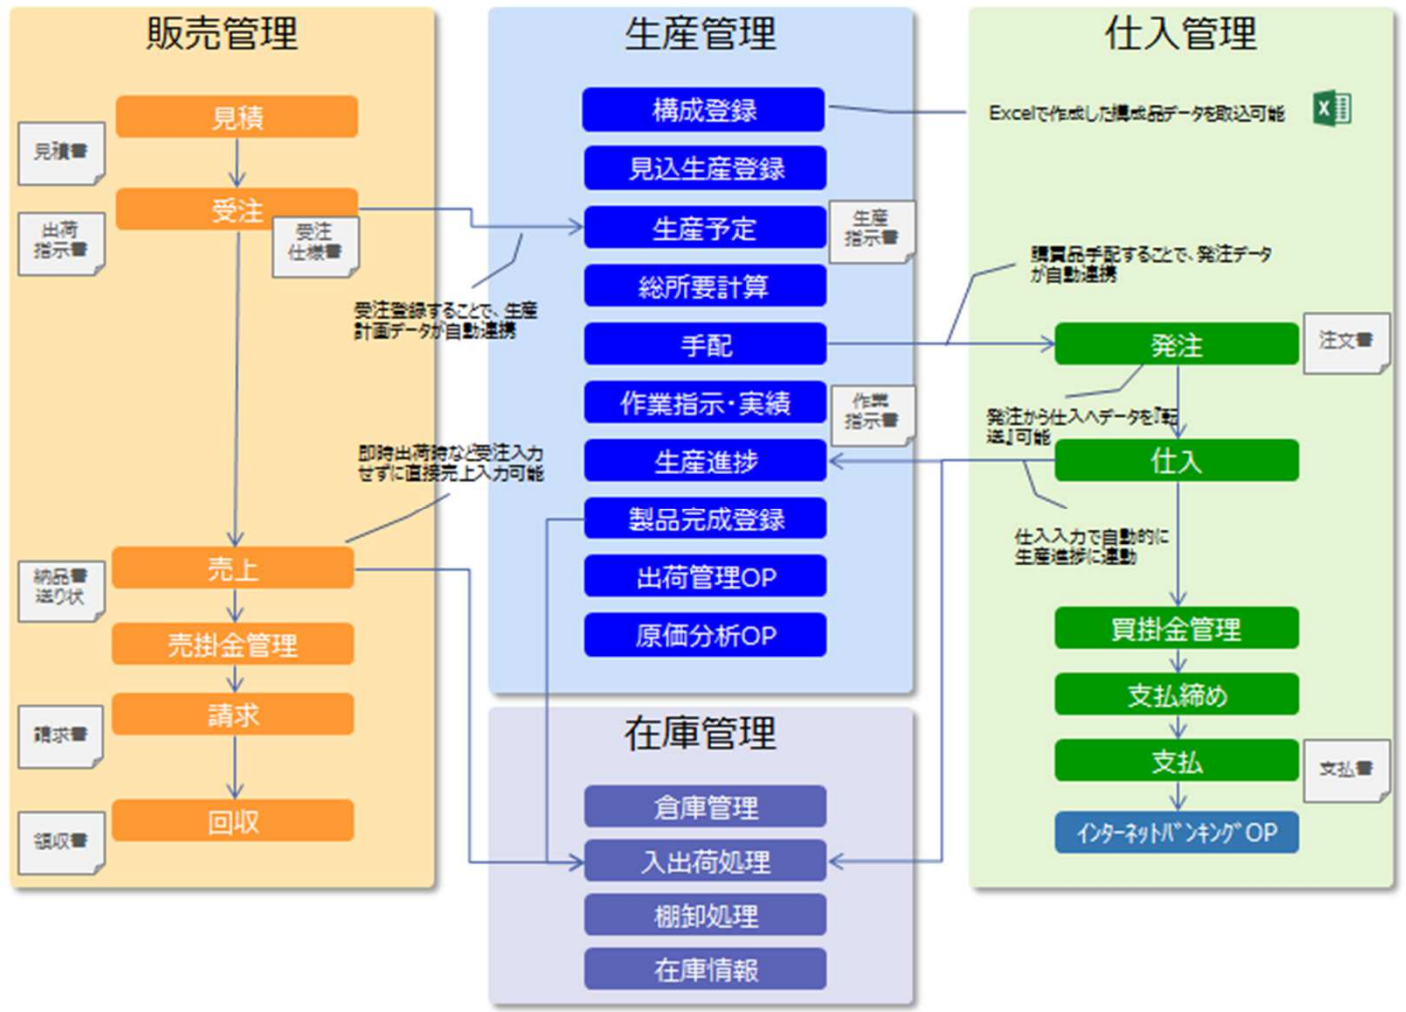 販売管理
見積
見積書
受注
出荷
指示書
受注
仕様書
受注登録することで、生産
計画データが自動連携
即時出荷時など受注入力
せずに直接売上入力可能
売上
納品書
送り状
売掛金管理
請求
請求書
回収
領収書
生産管理
構成登録
見込生産登録
生産予定
生産
指示書
総所要計算
手配
作業指示・実績
作業
指示書
生産進捗
製品完成登録
出荷管理OP
原価分析OP
在庫管理
倉庫管理
入出荷処理
棚卸処理
在庫情報
仕入管理
Excelで作成した構成品データを取込可能
購買品手配することで、発注データ
が自動連携
発注
注文書
発注から仕入へデータを『転
送』可能
仕入
仕入入力で自動的に
生産進捗に連動
買掛金管理
支払締め
支払
支払書
ｲﾝﾀｰﾈｯﾄﾊﾞﾝｷﾝｸﾞOP